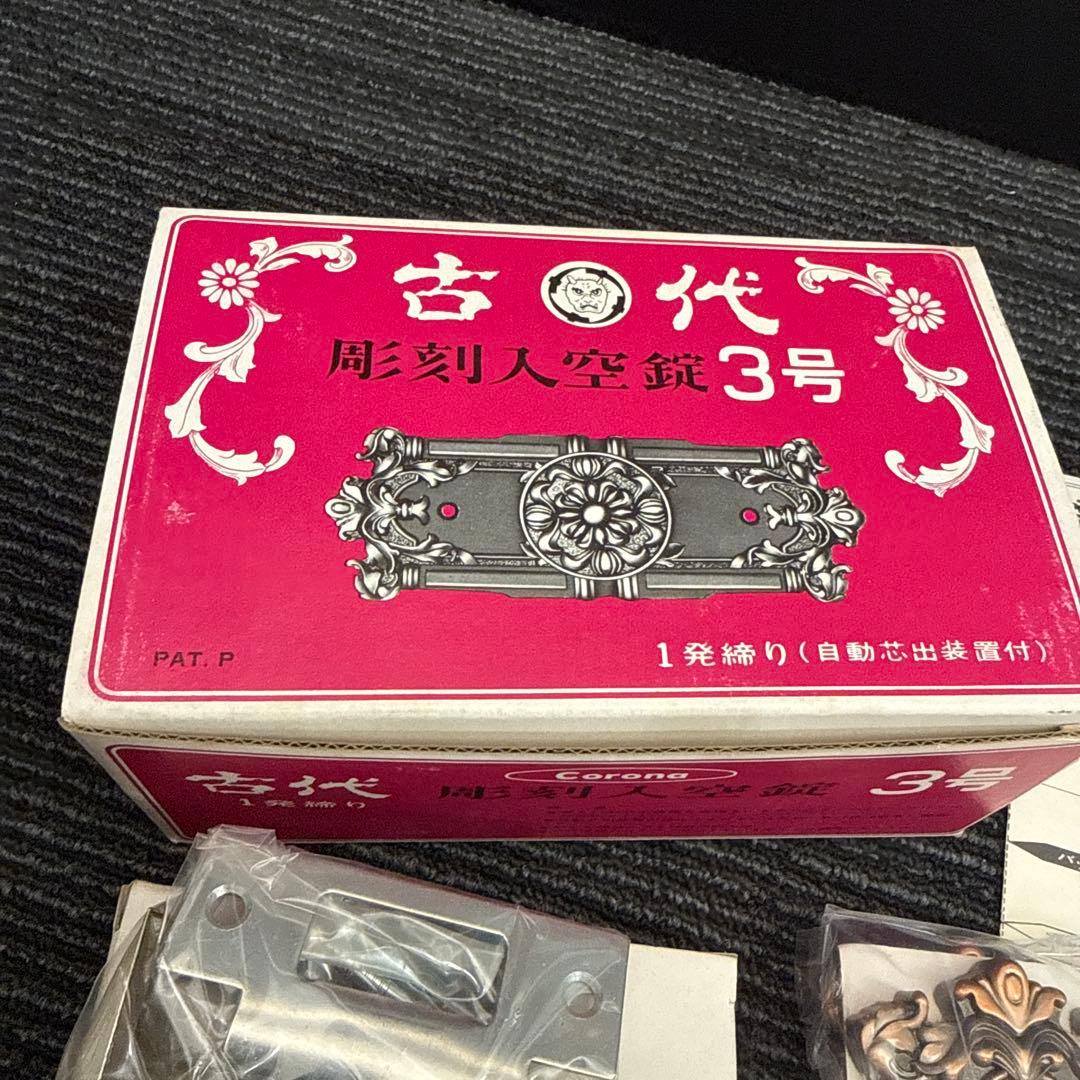 古代
彫刻入空錠 3号
PAT. P
1発締り(自動芯出装置付)
古代
1発締り
Corona
彫刻入空錠
3号